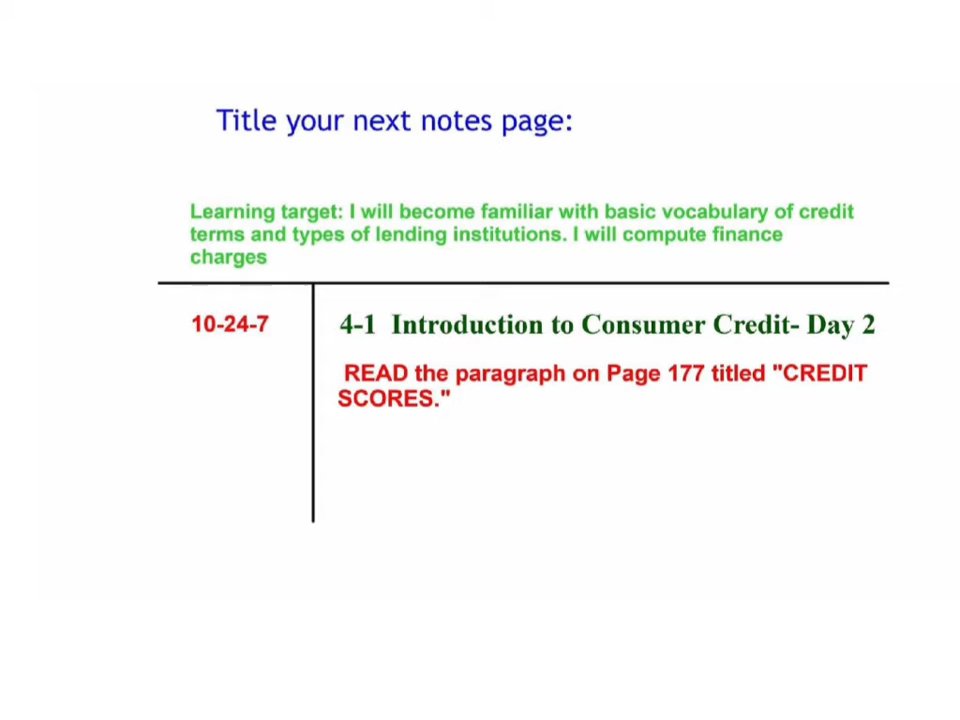 Title your next notes page:
Learning target: I will become familiar with basic vocabulary of credit
terms and types of lending institutions. I will compute finance
charges
10-24-7
4-1 Introduction to Consumer Credit- Day 2
READ the paragraph on Page 177 titled "CREDIT
SCORES."